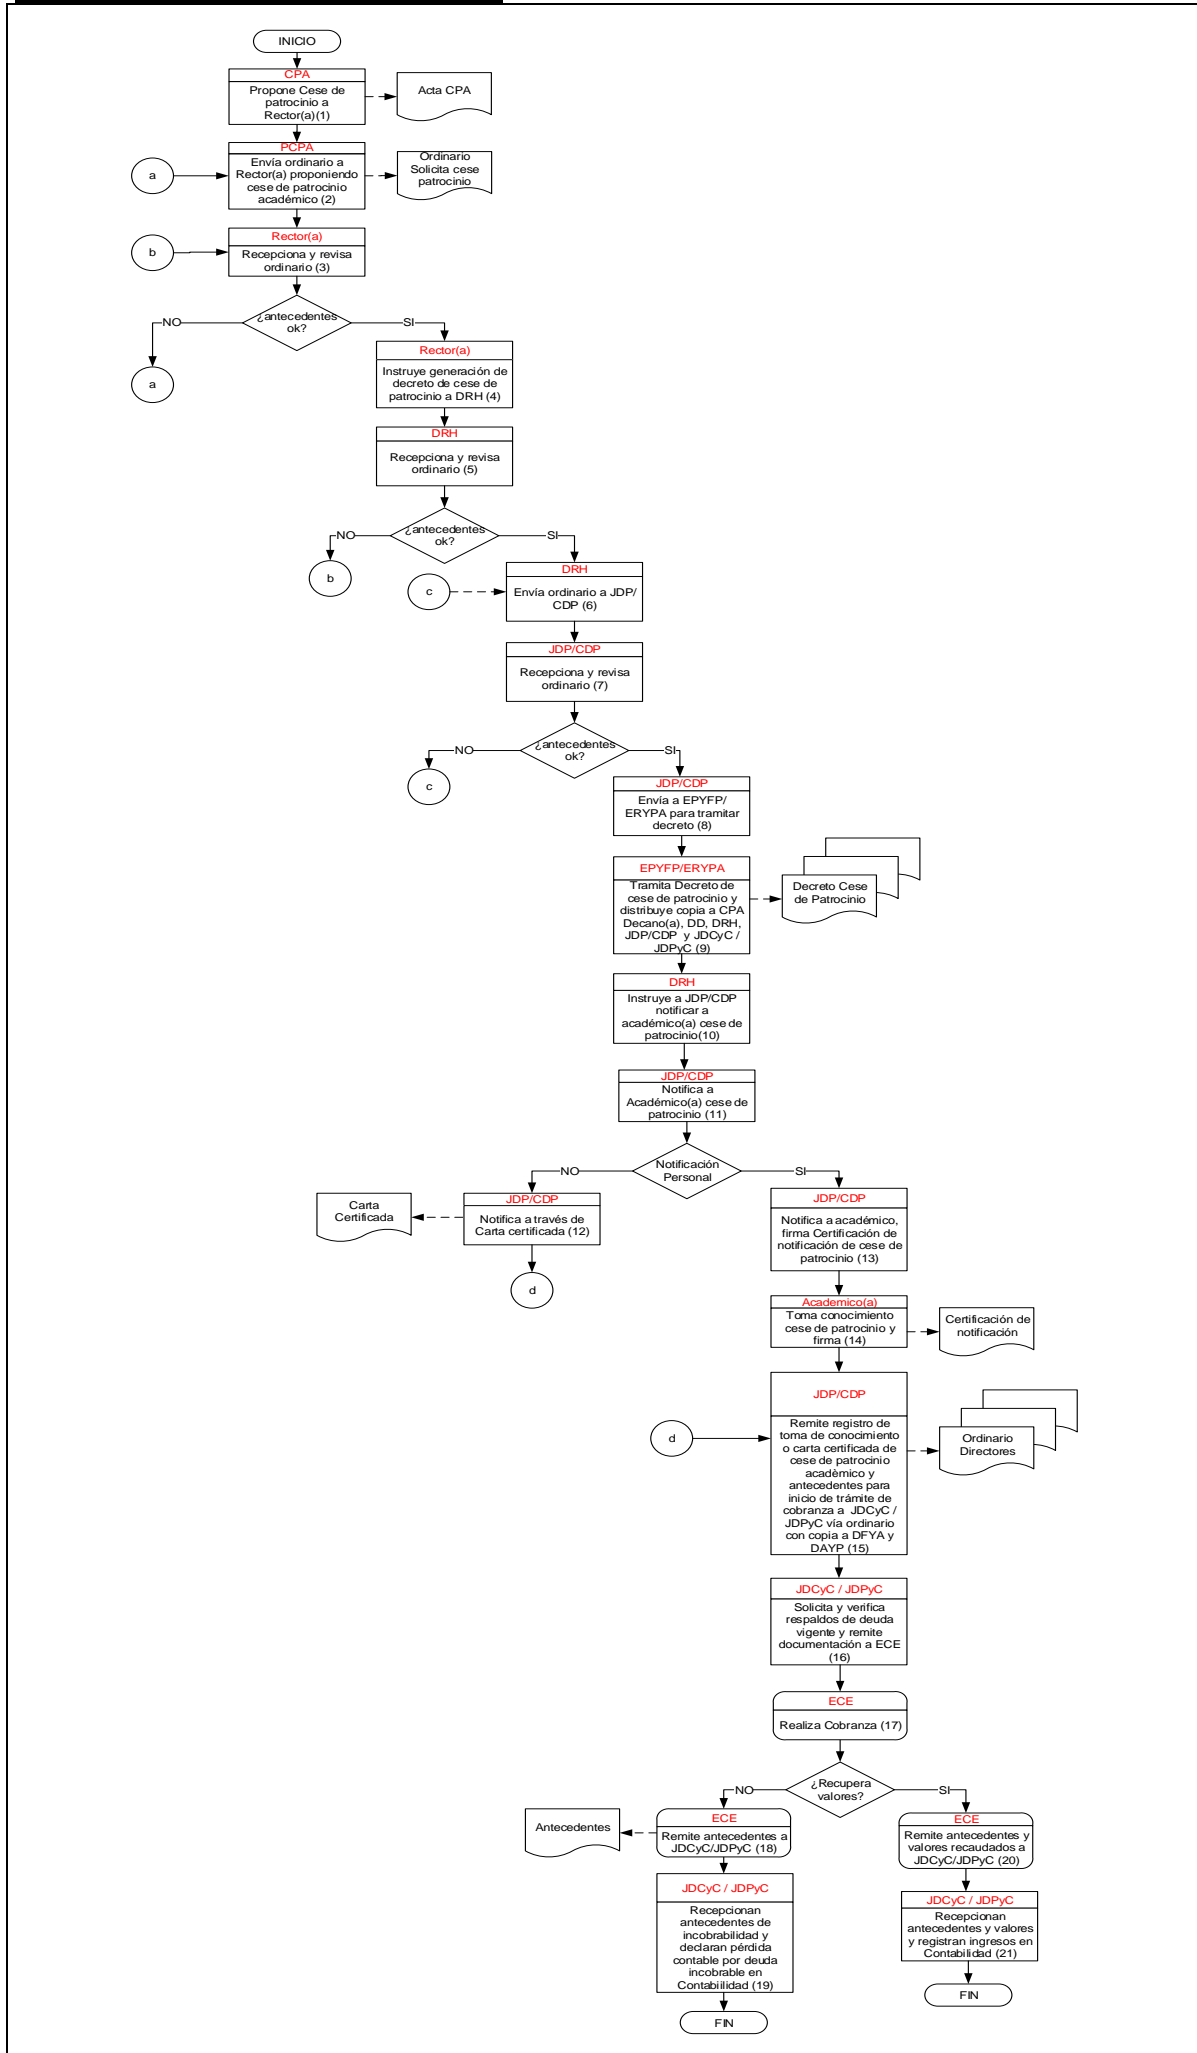 INICIO
CPA
Propone Cese de
patrocinio a
Rector(a)(1)
Acta CPA
PCPA
Envía ordinario a
Rector(a) proponiendo
cese de patrocinio
académico (2)
a
Ordinario
Solicita cese
patrocinio
Rector(a)
Recepciona y revisa
ordinario (3)
b
¿antecedentes
ok?
NO
SI
a
Rector(a)
Instruye generación de
decreto de cese de
patrocinio a DRH (4)
DRH
Recepciona y revisa
ordinario (5)
¿antecedentes
ok?
NO
SI
b
DRH
Envía ordinario a JDP/
CDP (6)
c
JDP/CDP
Recepciona y revisa
ordinario (7)
¿antecedentes
ok?
NO
SI
c
JDP/CDP
Envía a EPYFP/
ERYPA para tramitar
decreto (8)
EPYFP/ERYPA
Tramita Decreto de
cese de patrocinio y
distribuye copia a CPA
Decano(a), DD, DRH,
JDP/CDP y JDCyC /
JDPyC (9)
Decreto Cese
de Patrocinio
DRH
Instruye a JDP/CDP
notificar a
académico(a) cese de
patrocinio(10)
JDP/CDP
Notifica a
Académico(a) cese de
patrocinio (11)
Notificación
Personal
NO
SI
JDP/CDP
Notifica a través de
Carta certificada (12)
Carta
Certificada
d
JDP/CDP
Notifica a académico,
firma Certificación de
notificación de cese de
patrocinio (13)
Academico(a)
Toma conocimiento
cese de patrocinio y
firma (14)
Certificación de
notificación
JDP/CDP
Remite registro de
toma de conocimiento
o carta certificada de
cese de patrocinio
acadèmico y
antecedentes para
inicio de trámite de
cobranza a JDCyC /
JDPyC vía ordinario
con copia a DFYA y
DAYP (15)
d
Ordinario
Directores
JDCyC / JDPyC
Solicita y verifica
respaldos de deuda
vigente y remite
documentación a ECE
(16)
ECE
Realiza Cobranza (17)
¿Recupera
valores?
NO
SI
ECE
Remite antecedentes a
JDCyC/JDPyC (18)
Antecedentes
ECE
Remite antecedentes y
valores recaudados a
JDCyC/JDPyC (20)
JDCyC / JDPyC
Recepcionan
antecedentes de
incobrabilidad y
declaran pérdida
contable por deuda
incobrable en
Contabiilidad (19)
JDCyC / JDPyC
Recepcionan
antecedentes y valores
y registran ingresos en
Contabilidad (21)
FIN
FIN